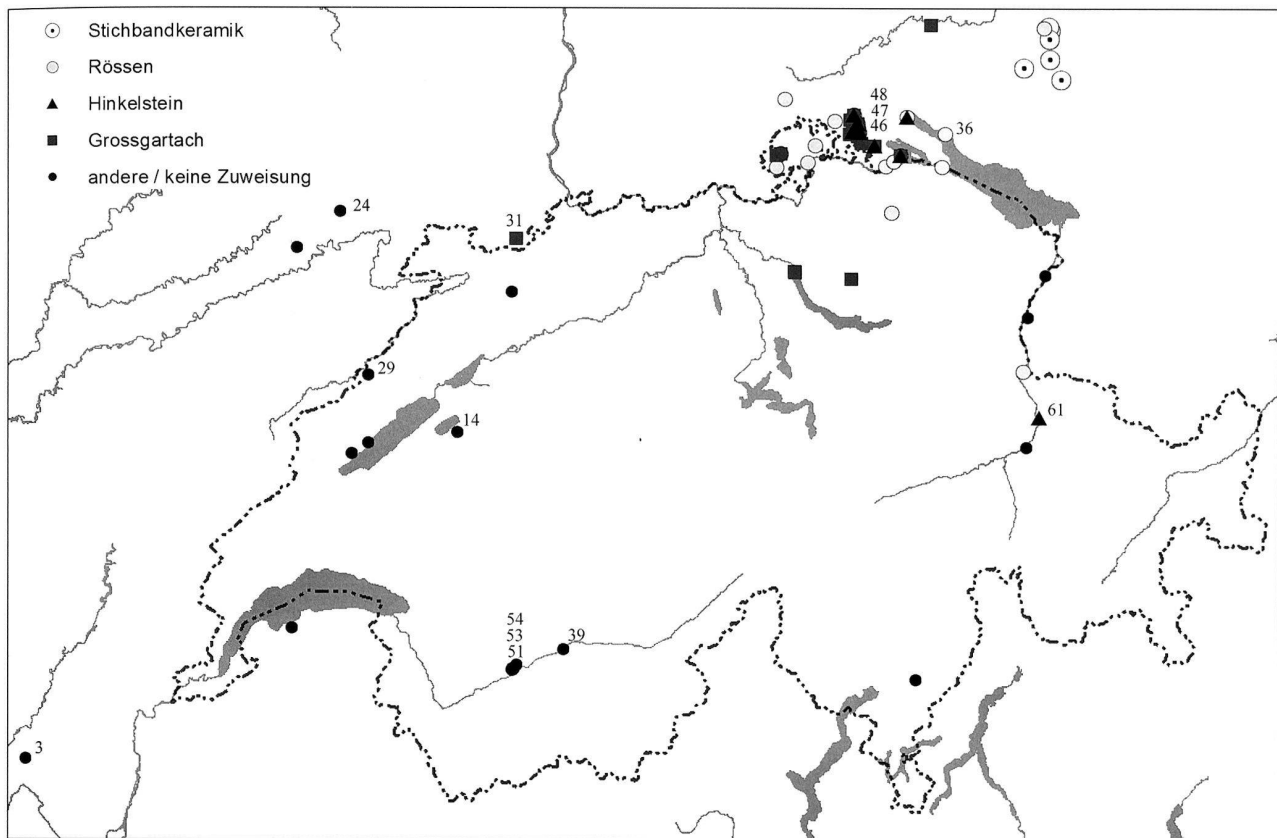 Stichbandkeramik
Rössen
Hinkelstein
Grossgartach
andere / keine Zuweisung
48
47
46
36
24
31
29
14
61
54
53
51
39
3